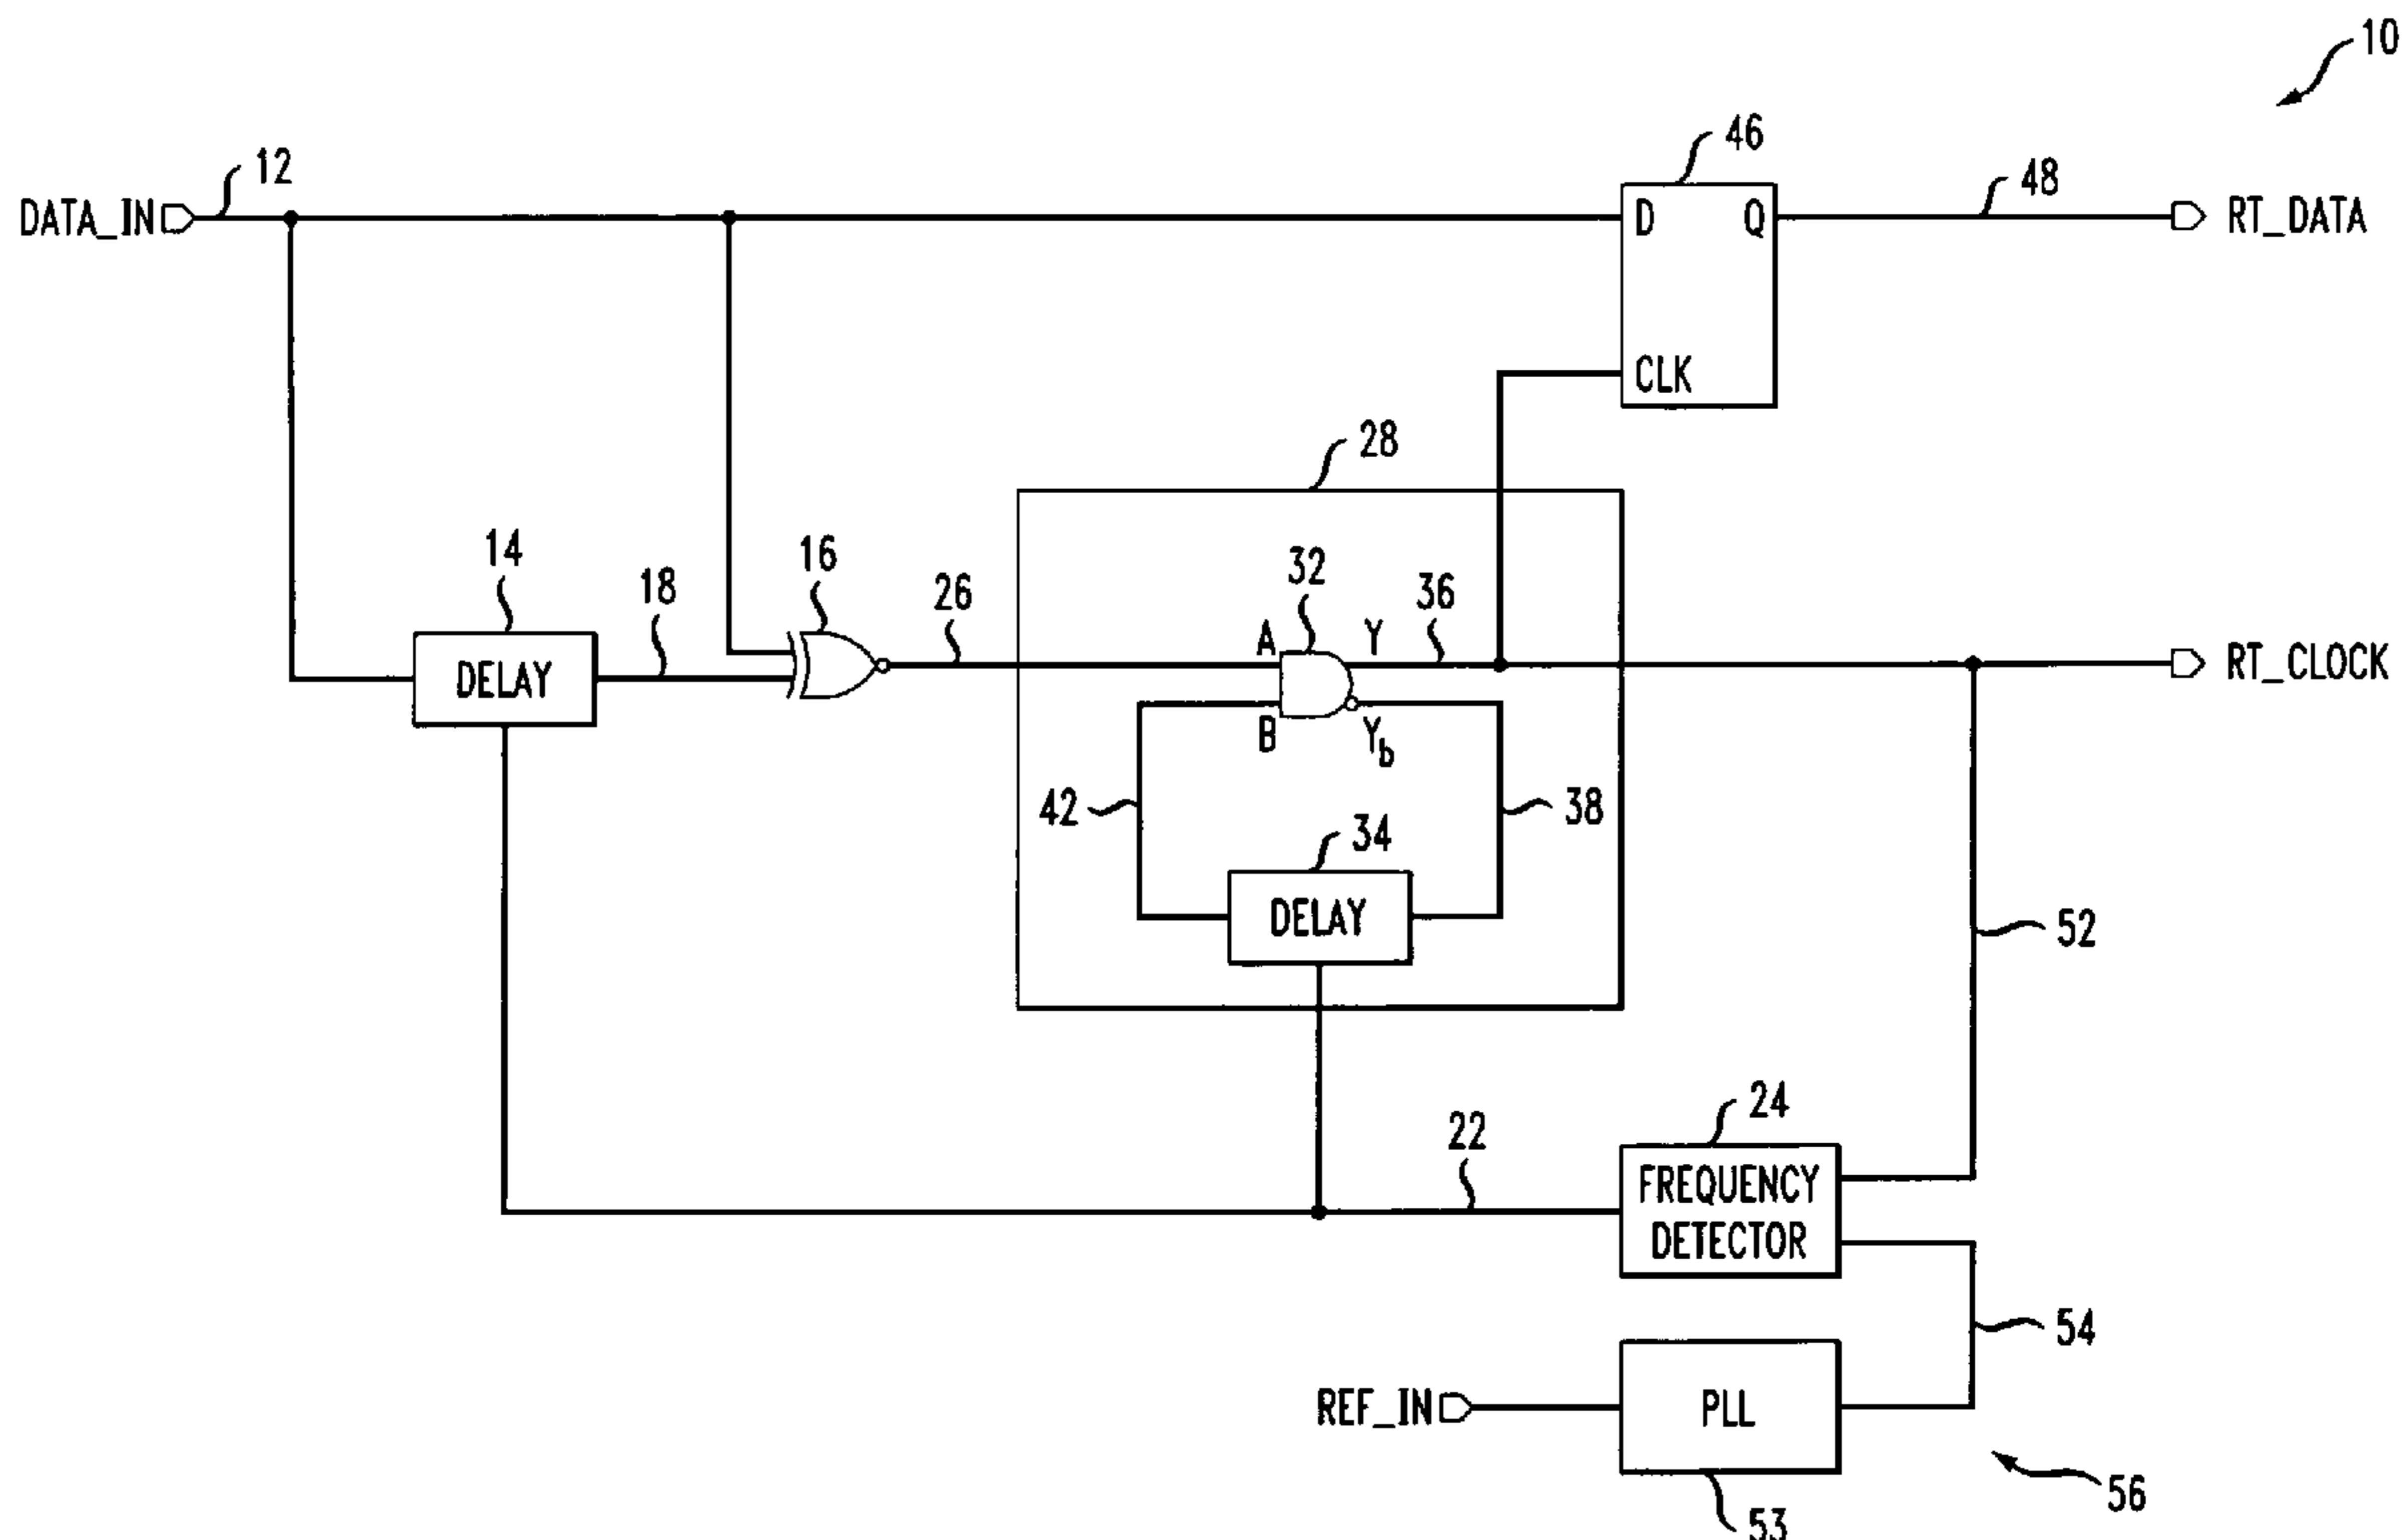 10
46
12
48
DATA_IN
D
Q
RT_DATA
CLK
28
14
18
16
26
32
36
A
Y
DELAY
RT_CLOCK
B
Yb
42
38
34
DELAY
52
24
22
FREQUENCY
DETECTOR
54
REF_IN
PLL
56
53